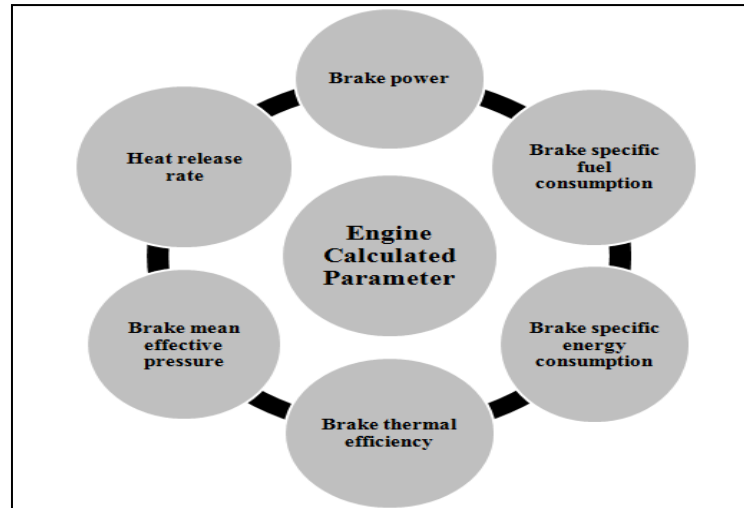 Brake power
Brake specific
fuel
consumption
Brake specific
energy
consumption
Brake thermal
efficiency
Brake mean
effective
pressure
Heat release
rate
Engine
Calculated
Parameter